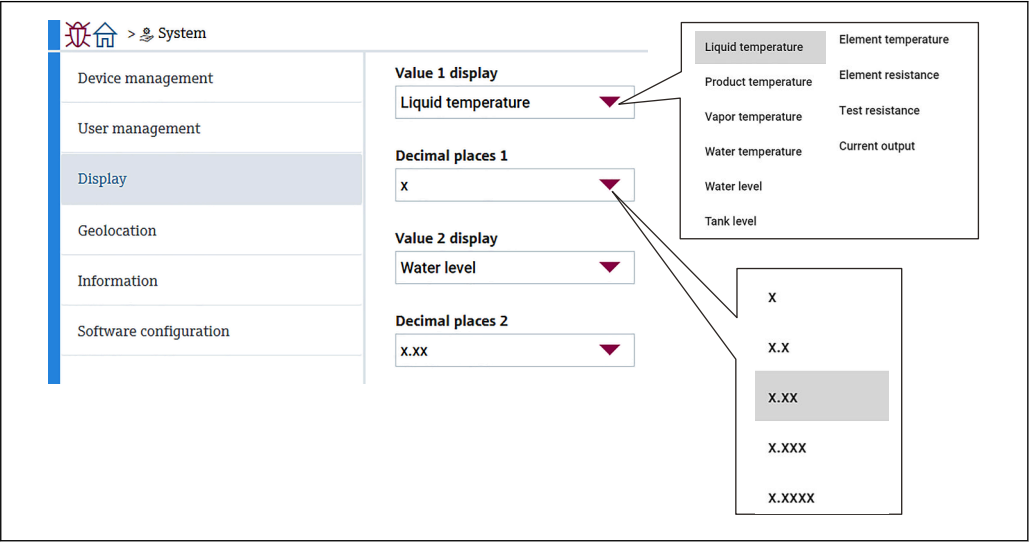 > System
Device management
User management
Display
Geolocation
Information
Software configuration
Value 1 display
Liquid temperature
Decimal places 1
x
Value 2 display
Water level
Decimal places 2
x.xx
Liquid temperature
Product temperature
Vapor temperature
Water temperature
Water level
Tank level
Element temperature
Element resistance
Test resistance
Current output
x
x.x
x.xx
x.xxx
x.xxxx